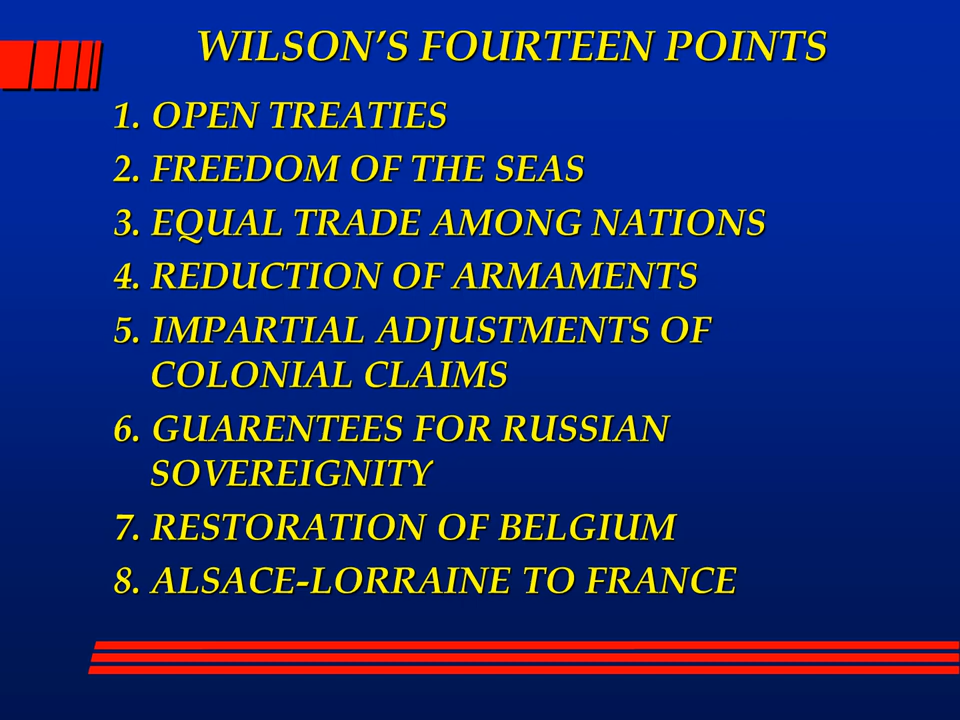 WILSON'S FOURTEEN POINTS
1. OPEN TREATIES
2. FREEDOM OF THE SEAS
3. EQUAL TRADE AMONG NATIONS
4. REDUCTION OF ARMAMENTS
5. IMPARTIAL ADJUSTMENTS OF
COLONIAL CLAIMS
6. GUARENTEES FOR RUSSIAN
SOVEREIGNITY
7. RESTORATION OF BELGIUM
8. ALSACE-LORRAINE TO FRANCE